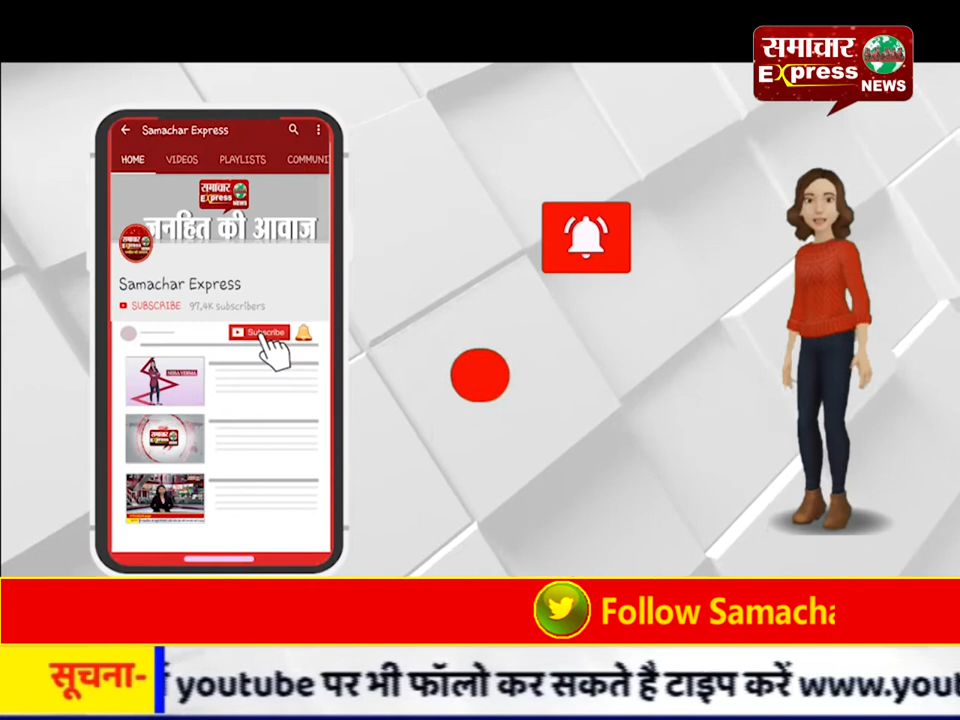 समाचार
Express
NEWS
Samachar Express
HOME VIDEOS PLAYLISTS COMMUNI
समाचार
Express
NEWS
जनहित की आवाज
Samachar Express
SUBSCRIBE 97.4K subscribers
Subscribe
Follow Samacha
सूचना- youtube पर भी फॉलो कर सकते है टाइप करें www.yout